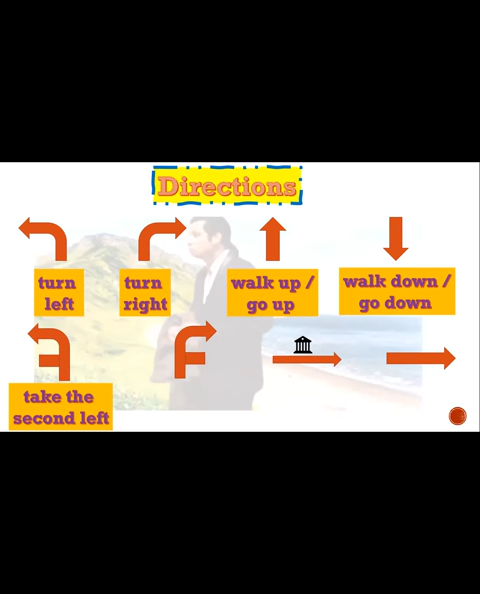 Directions
turn
left
turn
right
walk up /
go up
walk down /
go down
take the
second left